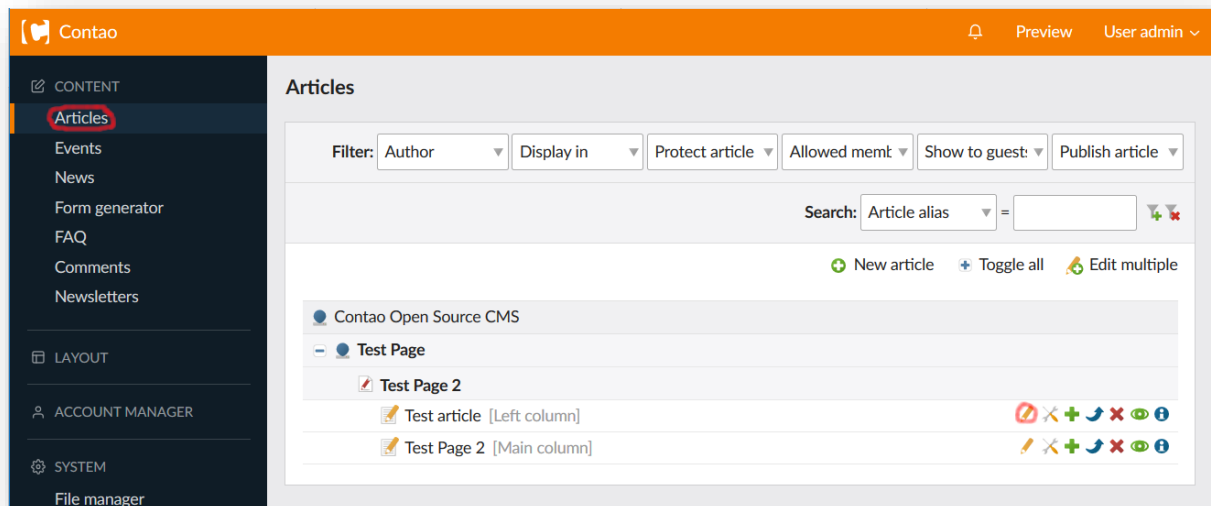 Contao
Preview
User admin
CONTENT
Articles
Events
News
Form generator
FAQ
Comments
Newsletters
LAYOUT
ACCOUNT MANAGER
SYSTEM
File manager
Articles
Filter: Author Display in Protect article Allowed memb Show to guest: Publish article
Search: Article alias =
New article Toggle all Edit multiple
Contao Open Source CMS
Test Page
Test Page 2
Test article [Left column]
Test Page 2 [Main column]